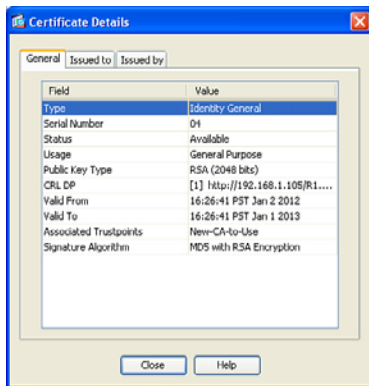 Certificate Details
General Issued to Issued by
Field Value
Type Identity General
Serial Number 04
Status Available
Usage General Purpose
Public Key Type RSA (2048 bits)
CRL DP [1] http://192.168.1.105/R1....
Valid From 16:26:41 PST Jan 2 2012
Valid To 16:26:41 PST Jan 1 2013
Associated Trustpoints New-CA-to-Use
Signature Algorithm MD5 with RSA Encryption
Close Help